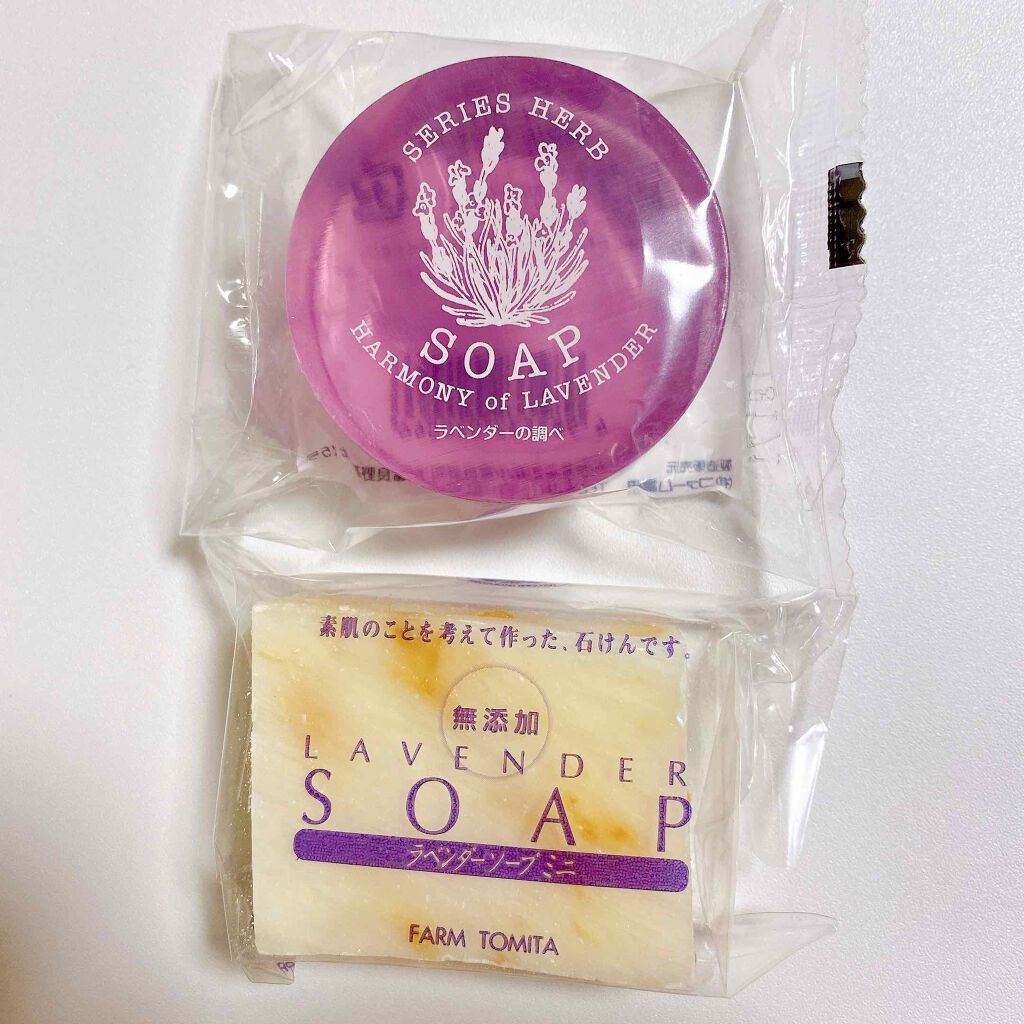 SERIES HERB
SOAP
HARMONY of LAVENDER
ラベンダーの調べ
素肌のことを考えて作った、石けんです。
無添加
LAVENDER
SOAP
ラベンダーソープミニ
FARM TOMITA